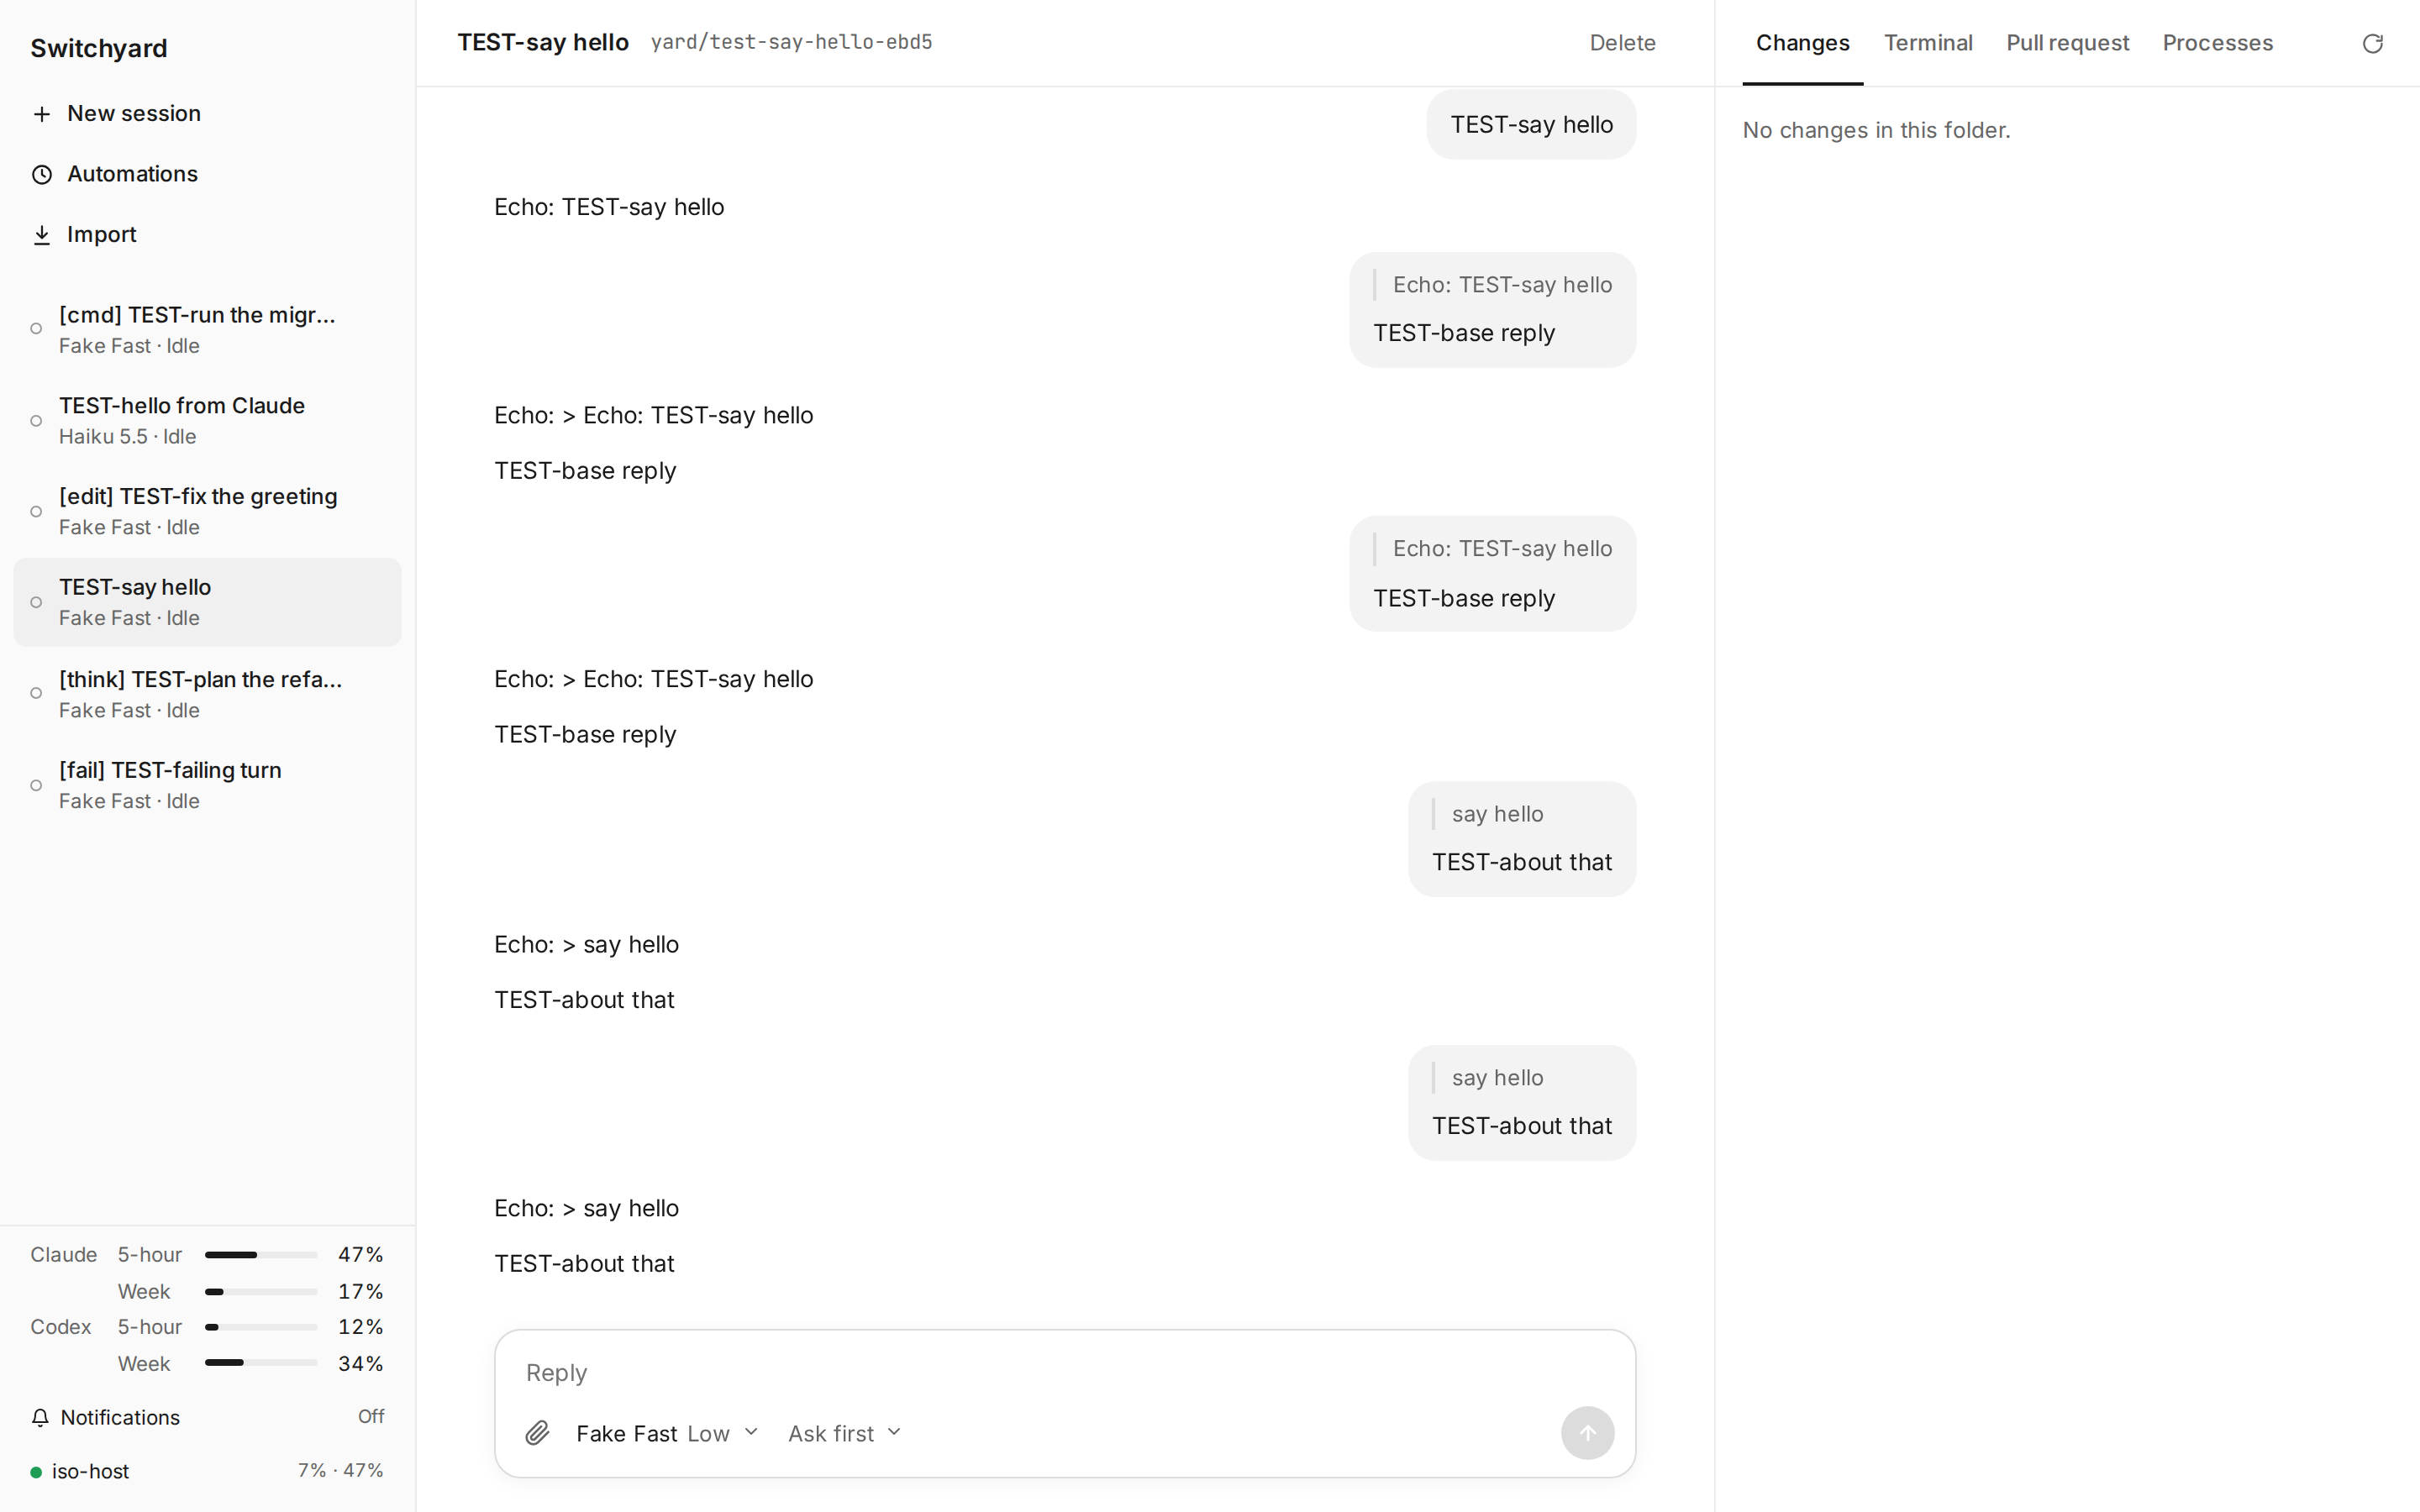 Switchyard
New session
Automations
Import
[cmd] TEST-run the migr...
Fake Fast · Idle
TEST-hello from Claude
Haiku 5.5 · Idle
[edit] TEST-fix the greeting
Fake Fast · Idle
TEST-say hello
Fake Fast · Idle
[think] TEST-plan the refa...
Fake Fast · Idle
[fail] TEST-failing turn
Fake Fast · Idle
Claude 5-hour 47%
Week 17%
Codex 5-hour 12%
Week 34%
Notifications Off
iso-host 7% · 47%
TEST-say hello yard/test-say-hello-ebd5 Delete
TEST-say hello
Echo: TEST-say hello
Echo: TEST-say hello
TEST-base reply
Echo: > Echo: TEST-say hello
TEST-base reply
Echo: TEST-say hello
TEST-base reply
Echo: > Echo: TEST-say hello
TEST-base reply
say hello
TEST-about that
Echo: > say hello
TEST-about that
say hello
TEST-about that
Echo: > say hello
TEST-about that
Reply
Fake Fast Low Ask first
Changes Terminal Pull request Processes
No changes in this folder.